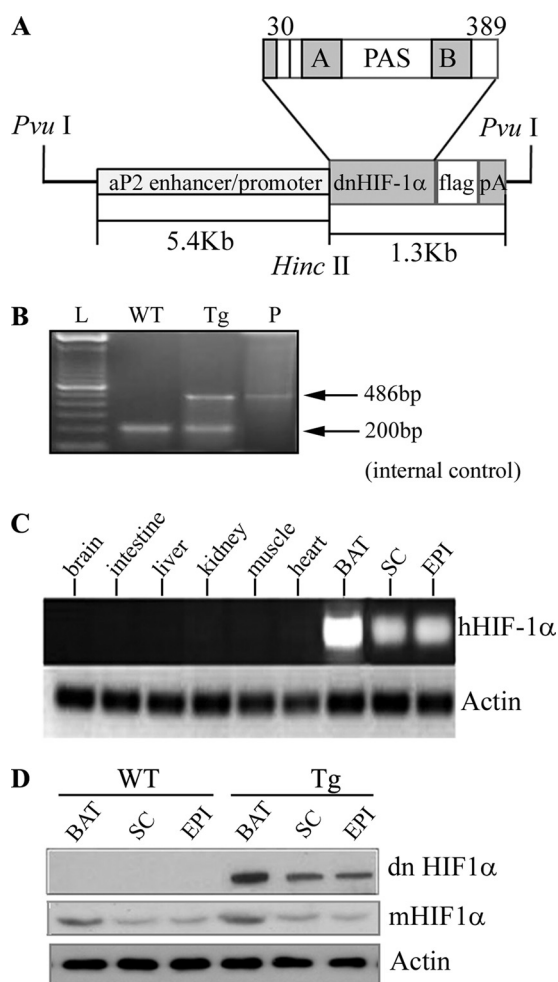 A
30 389
A PAS B
Pvu I Pvu I
aP2 enhancer/promoter dnHIF-1α flag pA
5.4Kb 1.3Kb
Hinc II
B
L WT Tg P
486bp
200bp
(internal control)
C
brain intestine liver kidney muscle heart BAT SC EPI
hHIF-1α
Actin
D
WT Tg
BAT SC EPI BAT SC EPI
dn HIF1α
mHIF1α
Actin